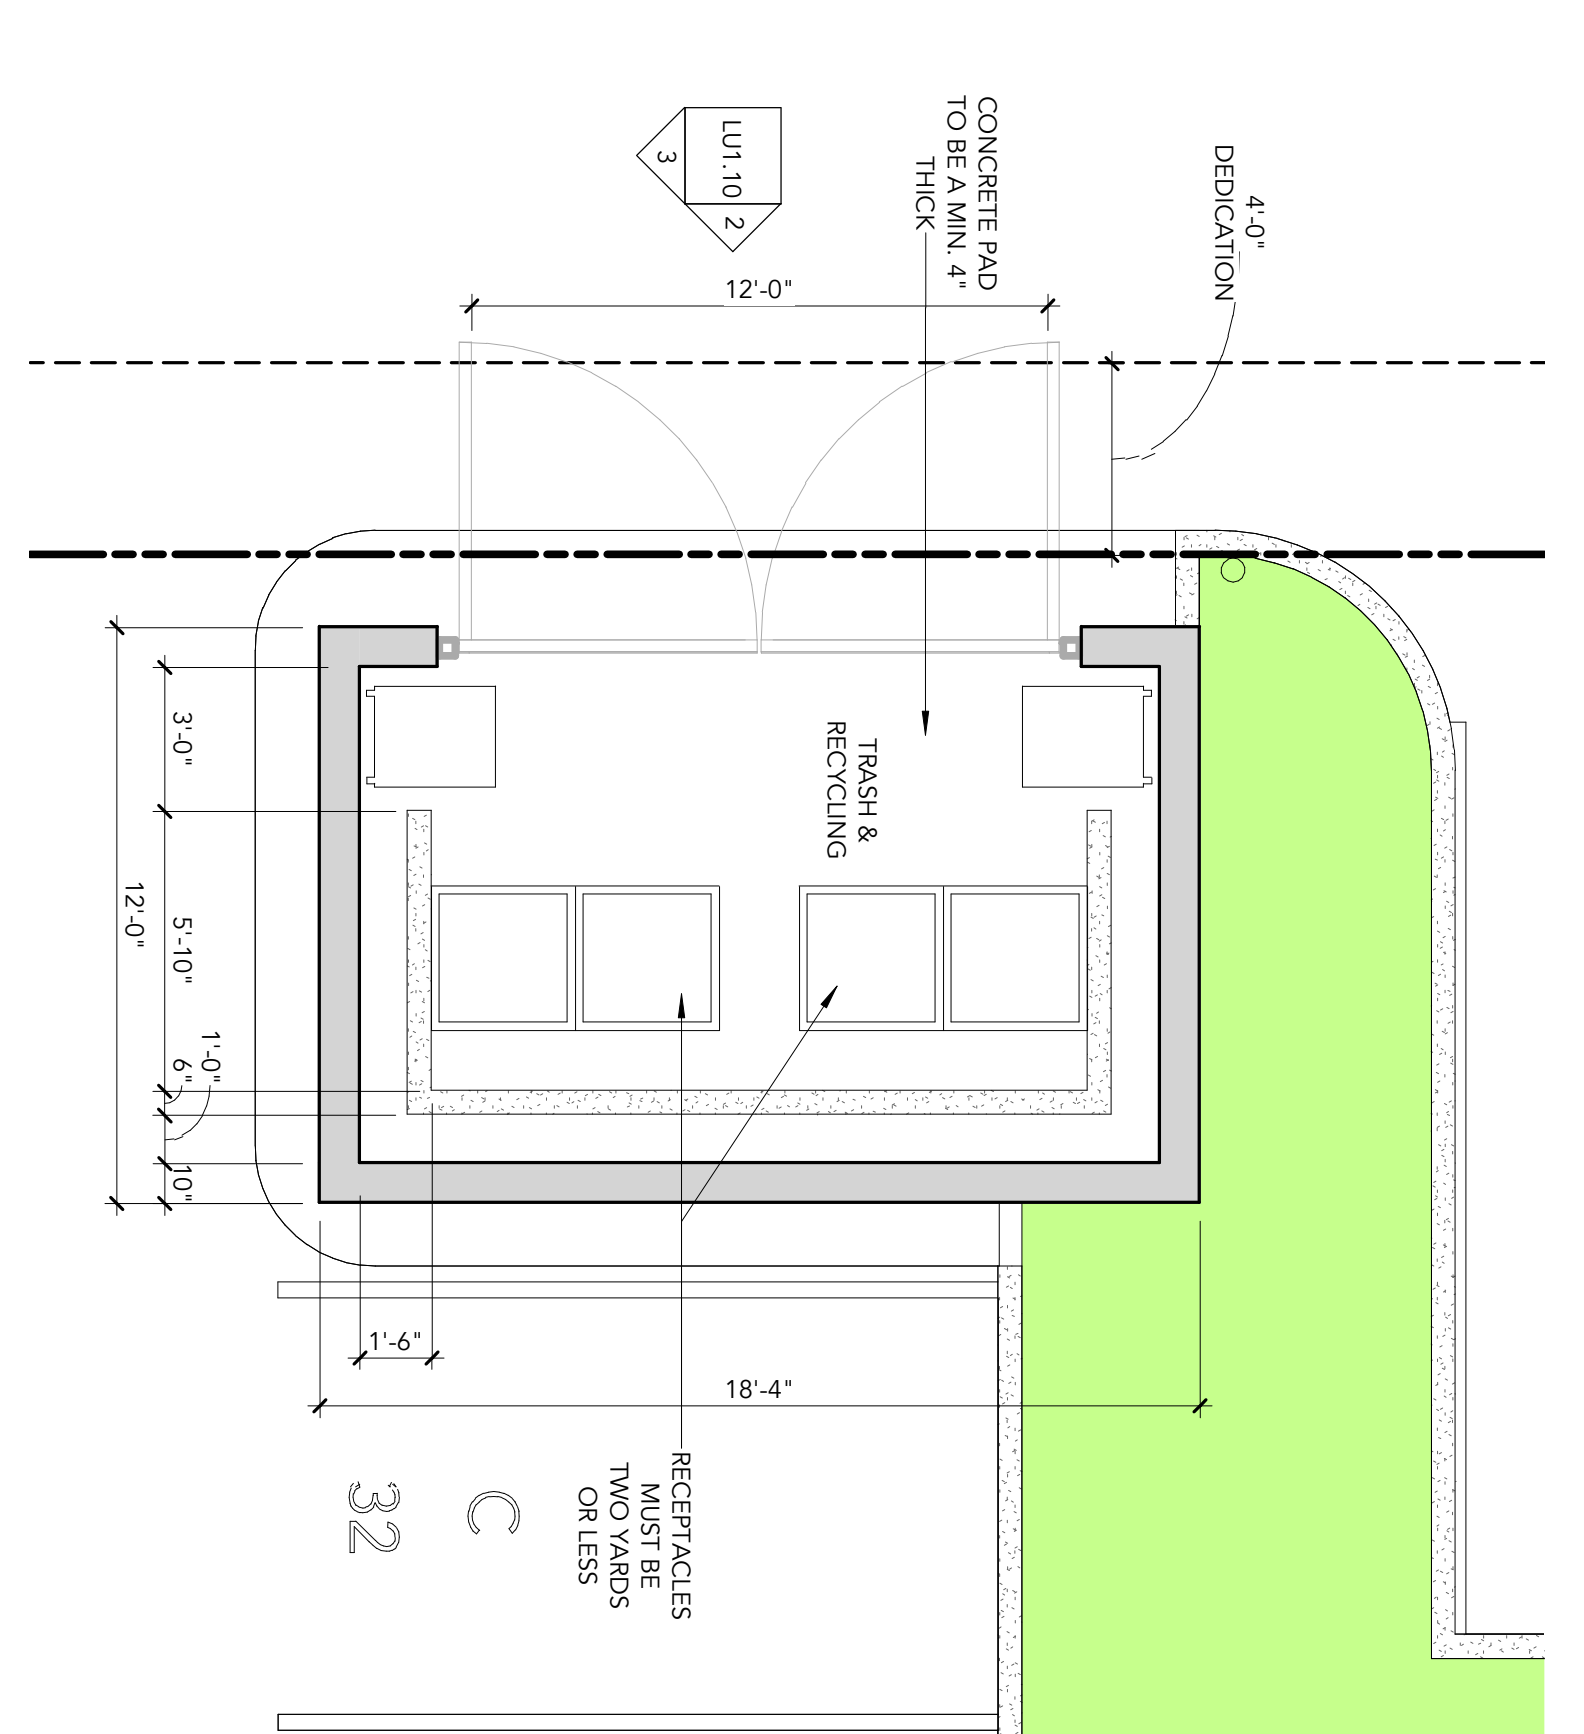 CONCRETE PAD
TO BE A MIN. 4"
THICK
4'-0"
DEDICATION
LU1.10
3
2
12'-0"
TRASH &
RECYCLING
3'-0"
5'-10"
12'-0"
1'-0"
6"
10"
1'-6"
18'-4"
RECEPTACLES
MUST BE
TWO YARDS
OR LESS
C
32